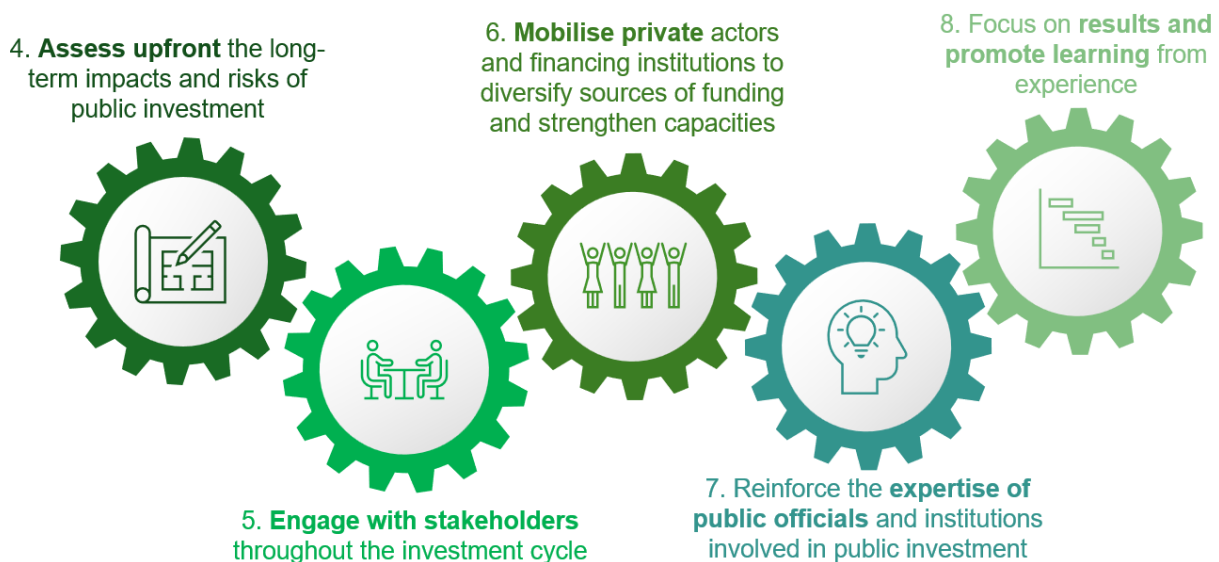 4. Assess upfront the long-
term impacts and risks of
public investment
5. Engage with stakeholders
throughout the investment cycle
6. Mobilise private actors
and financing institutions to
diversify sources of funding
and strengthen capacities
7. Reinforce the expertise of
public officials and institutions
involved in public investment
8. Focus on results and
promote learning from
experience